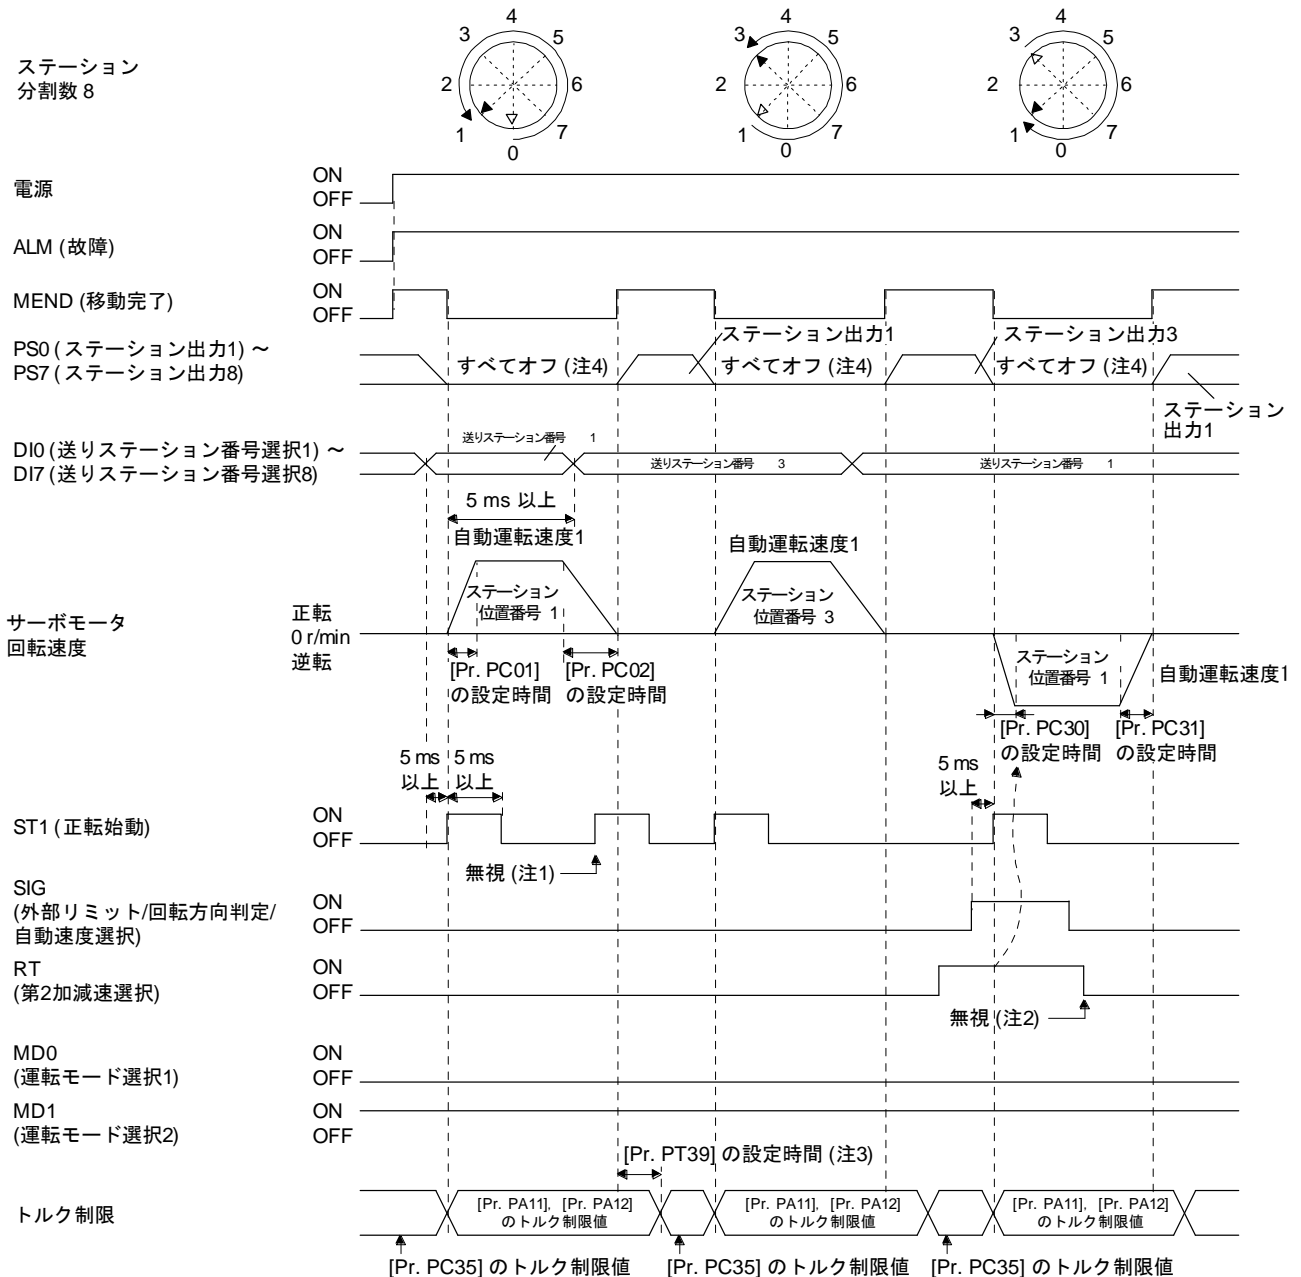 ステーション
分割数 8
4
3
5
2
6
1
7
0
4
3
5
2
6
1
7
0
4
3
5
2
6
1
7
0
電源
ON
OFF
ALM (故障)
ON
OFF
MEND (移動完了)
ON
OFF
PS0 (ステーション出力1) ～
PS7 (ステーション出力8)
すべてオフ (注4)
ステーション出力1
すべてオフ (注4)
ステーション出力3
すべてオフ (注4)
ステーション
出力1
DI0 (送りステーション番号選択1) ～
DI7 (送りステーション番号選択8)
送りステーション番号 1
送りステーション番号 3
送りステーション番号 1
5 ms 以上
自動運転速度1
自動運転速度1
サーボモータ
回転速度
正転
0 r/min
逆転
ステーション
位置番号 1
ステーション
位置番号 3
ステーション
位置番号 1
自動運転速度1
[Pr. PC01]
の設定時間
[Pr. PC02]
の設定時間
[Pr. PC30]
の設定時間
[Pr. PC31]
の設定時間
5 ms
以上
5 ms
以上
5 ms
以上
ST1 (正転始動)
ON
OFF
無視 (注1)
SIG
(外部リミット/回転方向判定/
自動速度選択)
ON
OFF
RT
(第2加減速選択)
ON
OFF
無視 (注2)
MD0
(運転モード選択1)
ON
OFF
MD1
(運転モード選択2)
ON
OFF
[Pr. PT39] の設定時間 (注3)
トルク制限
[Pr. PA11], [Pr. PA12]
のトルク制限値
[Pr. PA11], [Pr. PA12]
のトルク制限値
[Pr. PA11], [Pr. PA12]
のトルク制限値
[Pr. PC35] のトルク制限値
[Pr. PC35] のトルク制限値
[Pr. PC35] のトルク制限値